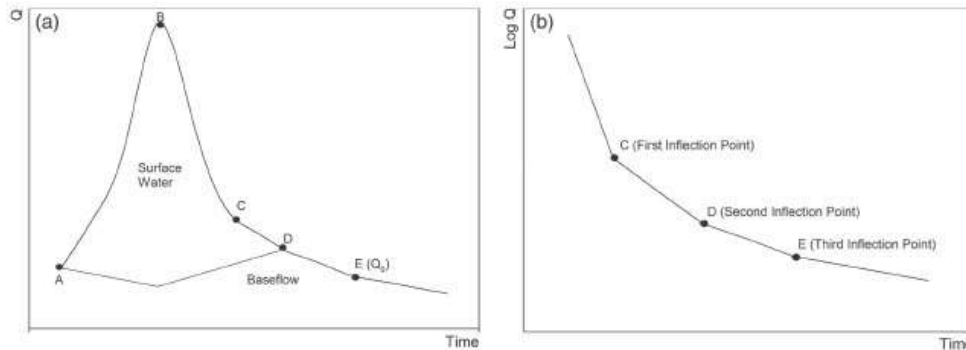 Q
(a)
B
Surface
Water
C
D
E (Q₀)
A
Baseflow
Time
Log Q
(b)
C (First Inflection Point)
D (Second Inflection Point)
E (Third Inflection Point)
Time